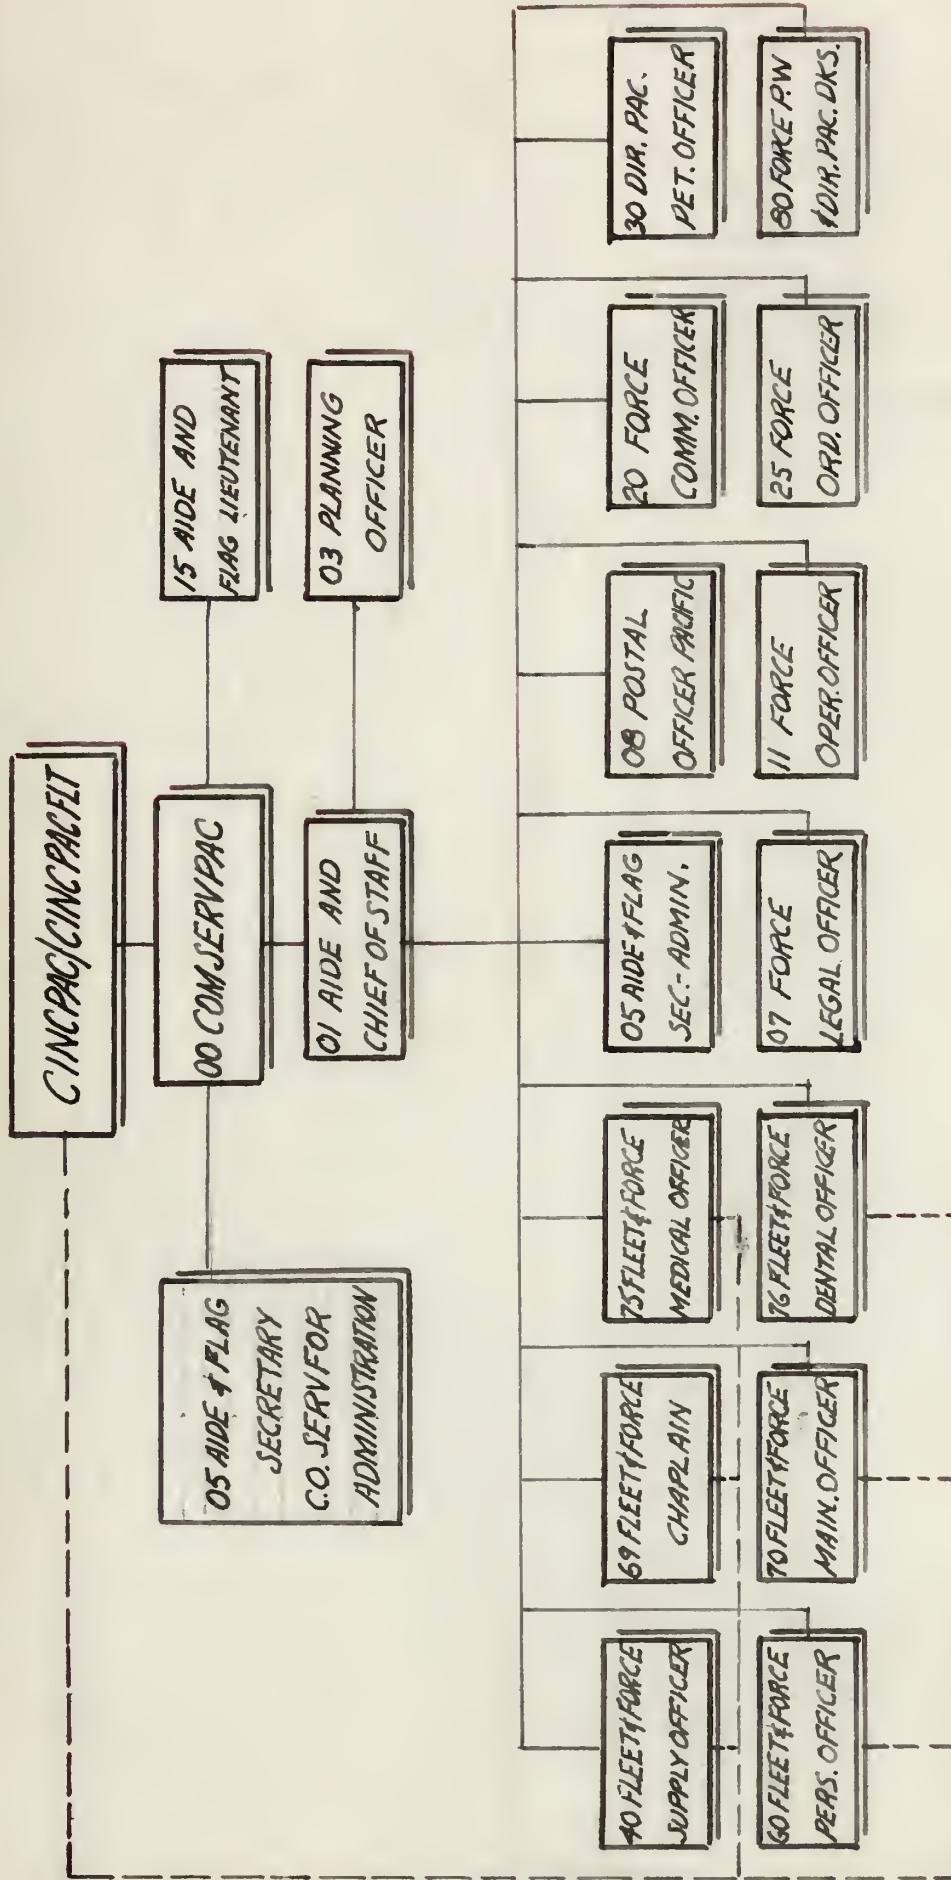 CINCPAC/CINCPACFLT
00 COMSERVPAC
15 AIDE AND
FLAG LIEUTENANT
05 AIDE & FLAG
SECRETARY
C.O. SERV FOR
ADMINISTRATION
01 AIDE AND
CHIEF OF STAFF
03 PLANNING
OFFICER
40 FLEET & FORCE
SUPPLY OFFICER
69 FLEET & FORCE
CHAPLAIN
75 FLEET & FORCE
MEDICAL OFFICER
05 AIDE & FLAG
SEC.- ADMIN.
08 POSTAL
OFFICER PACIFIC
20 FORCE
COMM. OFFICER
30 DIR. PAC.
PET. OFFICER
60 FLEET & FORCE
PERS. OFFICER
70 FLEET & FORCE
MAIN. OFFICER
76 FLEET & FORCE
DENTAL OFFICER
07 FORCE
LEGAL OFFICER
11 FORCE
OPER. OFFICER
25 FORCE
ORD. OFFICER
80 FORCE P.W
& DIR. PAC. DKS.